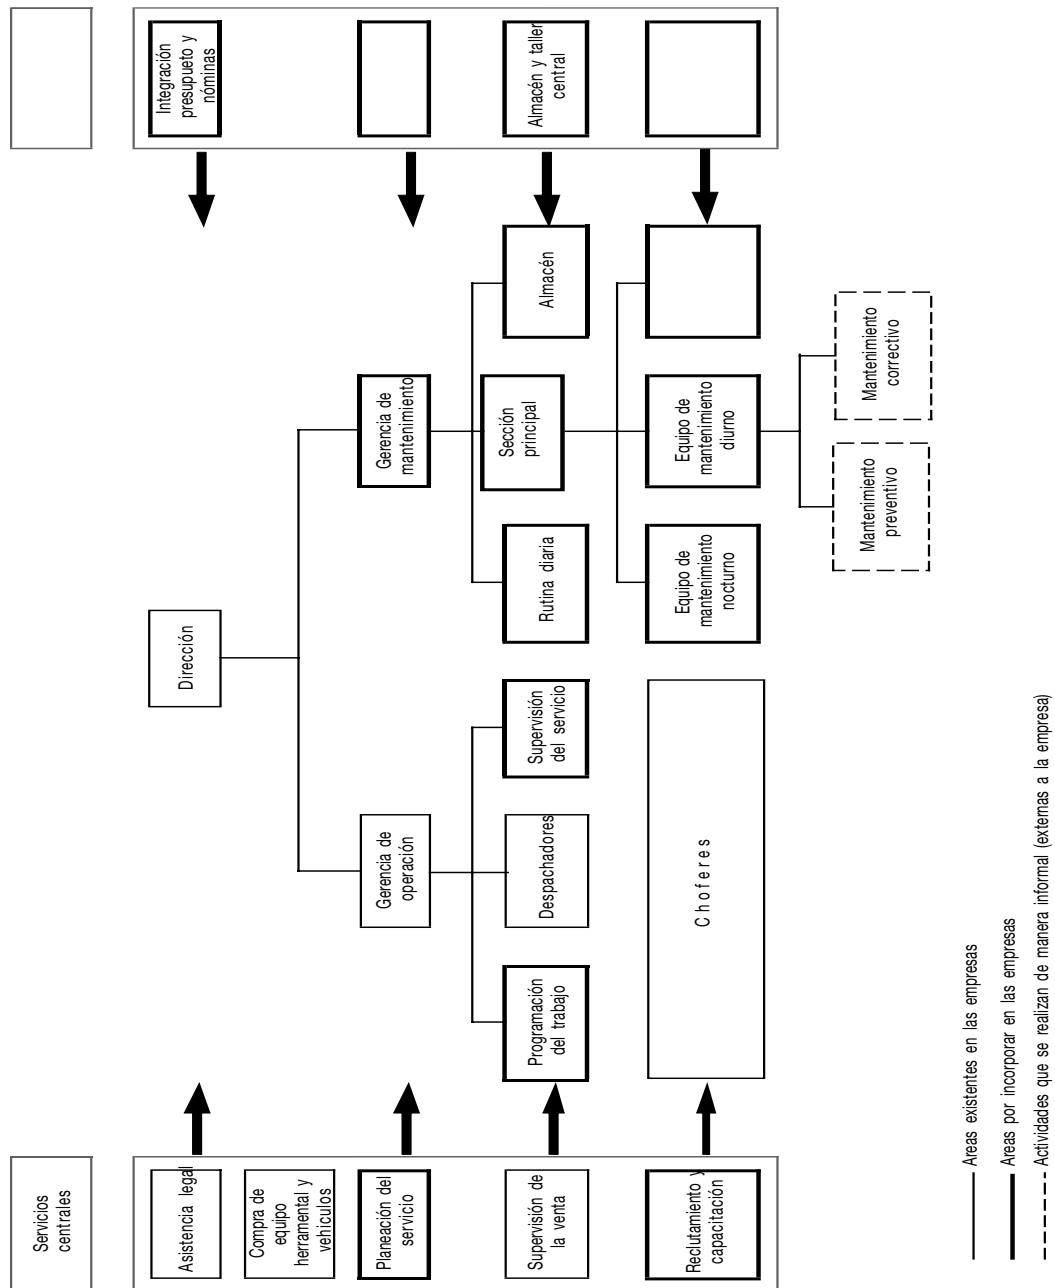 Servicios
centrales
Asistencia legal
Compra de
equipo
herramental y
vehículos
Planeación del
servicio
Supervisión de
la venta
Reclutamiento y
capacitación
Dirección
Gerencia de
operación
Gerencia de
mantenimiento
Programación
del trabajo
Despachadores
Supervisión
del servicio
Rutina diaria
Sección
principal
Almacén
Choferes
Equipo de
mantenimiento
nocturno
Equipo de
mantenimiento
diurno
Mantenimiento
preventivo
Mantenimiento
correctivo
Integración
presupueto y
nóminas
Almacén y taller
central
Areas existentes en las empresas
Areas por incorporar en las empresas
Actividades que se realizan de manera informal (externas a la empresa)